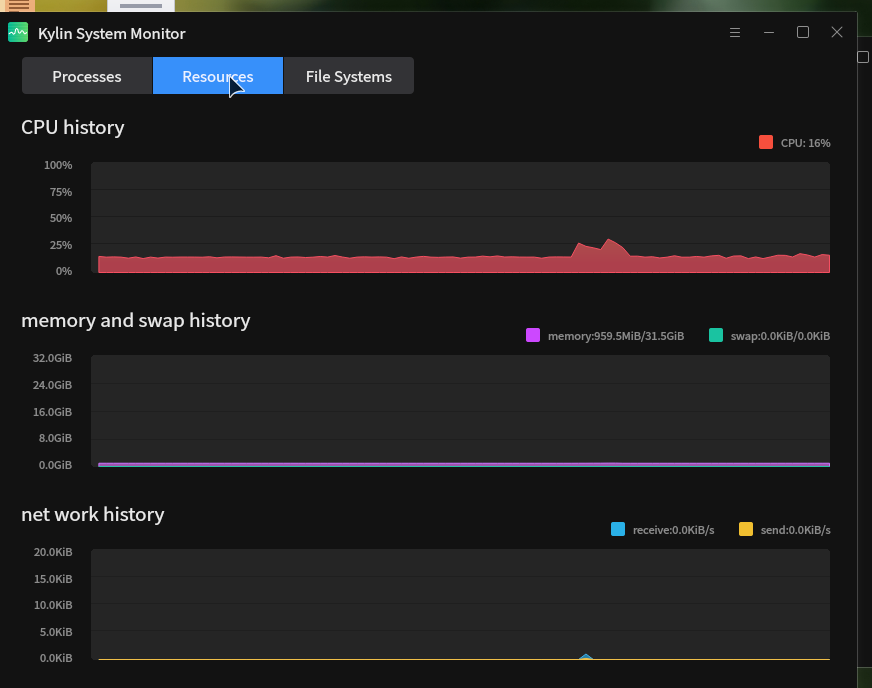 Kylin System Monitor
Processes Resources File Systems
CPU history
CPU: 16%
100%
75%
50%
25%
0%
memory and swap history
memory:959.5MiB/31.5GiB swap:0.0KiB/0.0KiB
32.0GiB
24.0GiB
16.0GiB
8.0GiB
0.0GiB
net work history
receive:0.0KiB/s send:0.0KiB/s
20.0KiB
15.0KiB
10.0KiB
5.0KiB
0.0KiB